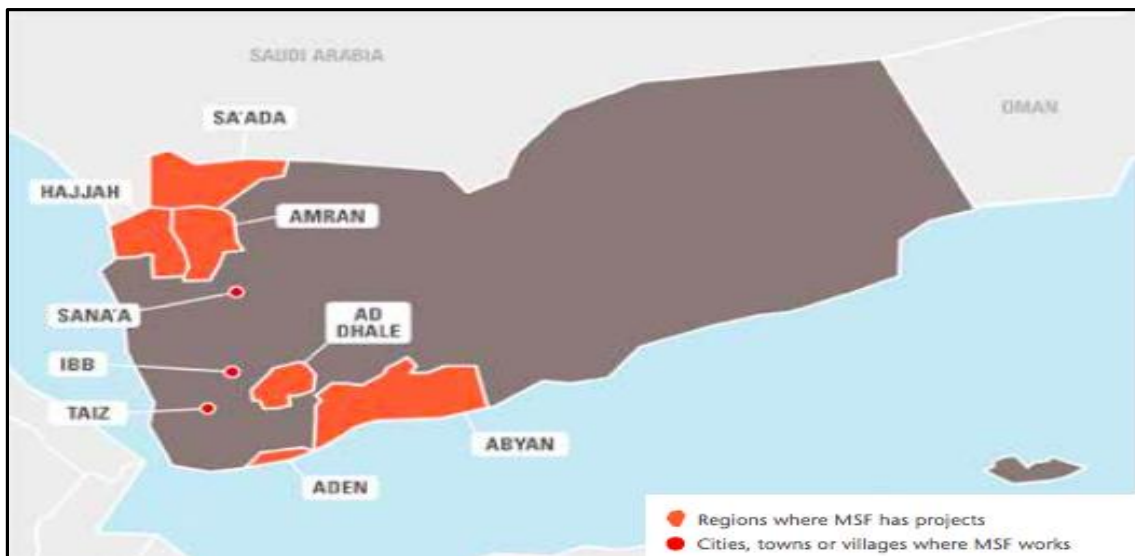 SAUDI ARABIA
OMAN
SA'ADA
HAJJAH
AMRAN
SANA'A
AD
DHALE
IBB
TAIZ
ABYAN
ADEN
Regions where MSF has projects
Cities, towns or villages where MSF works